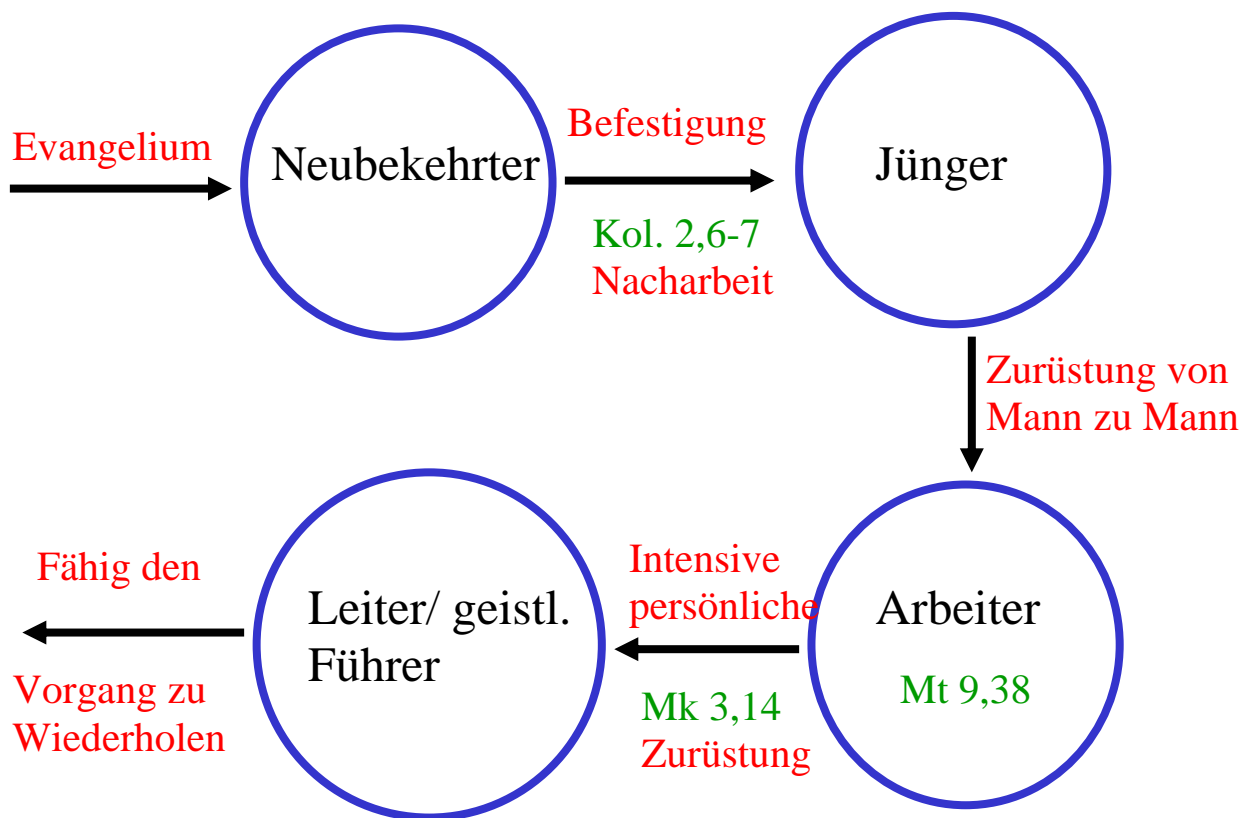 Evangelium
Neubekehrter
Befestigung
Kol. 2,6-7
Nacharbeit
Jünger
Zurüstung von
Mann zu Mann
Arbeiter
Mt 9,38
Intensive
persönliche
Mk 3,14
Zurüstung
Leiter/ geistl.
Führer
Fähig den
Vorgang zu
Wiederholen